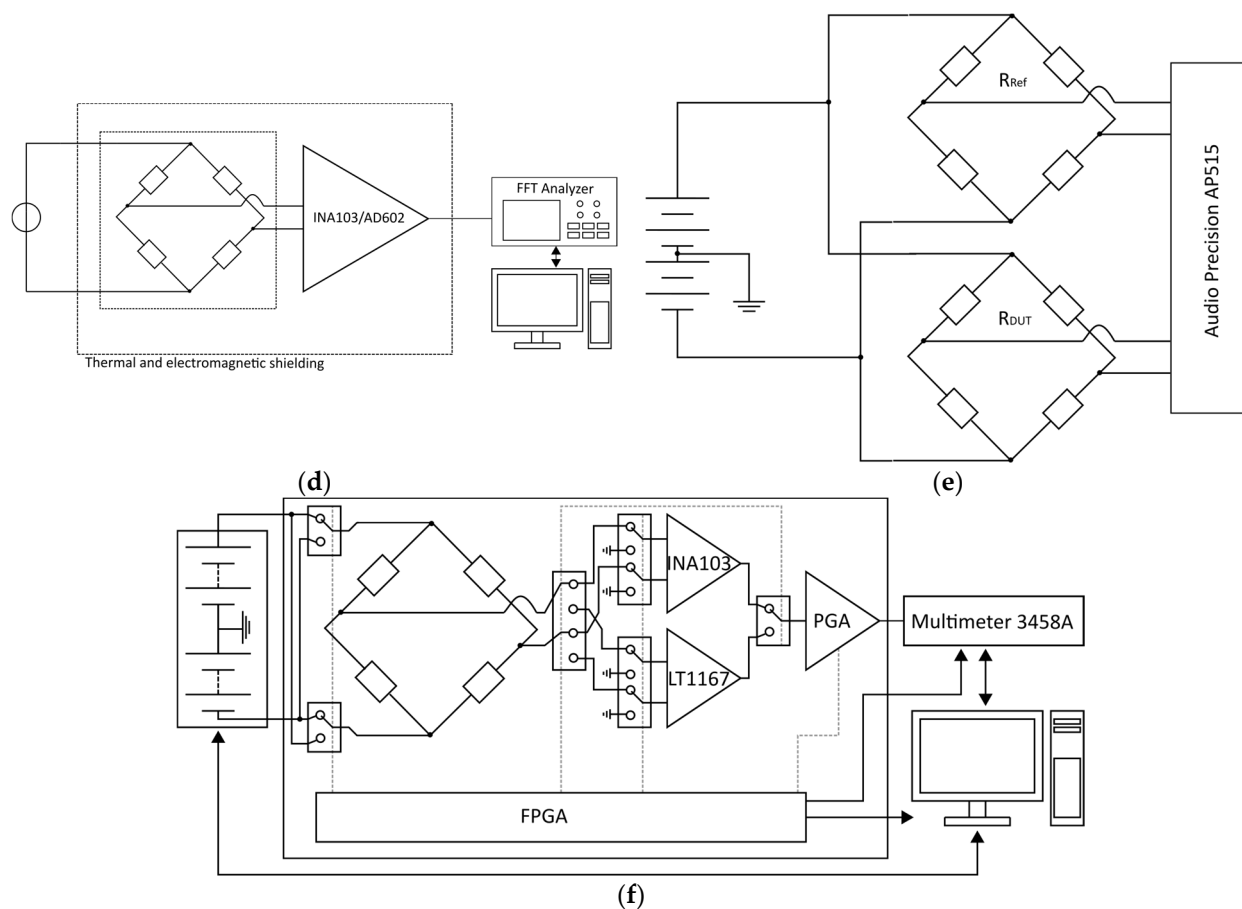 INA103/AD602
FFT Analyzer
Thermal and electromagnetic shielding
RRef
RDUT
Audio Precision AP515
(d)
(e)
INA103
LT1167
PGA
Multimeter 3458A
FPGA
(f)